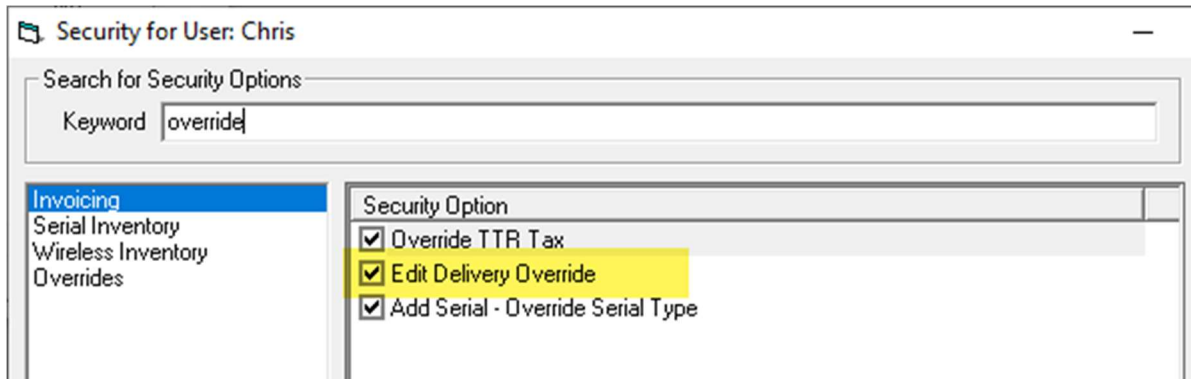 Security for User: Chris
Search for Security Options
Keyword override
Invoicing
Serial Inventory
Wireless Inventory
Overrides
Security Option
Override TTR Tax
Edit Delivery Override
Add Serial - Override Serial Type